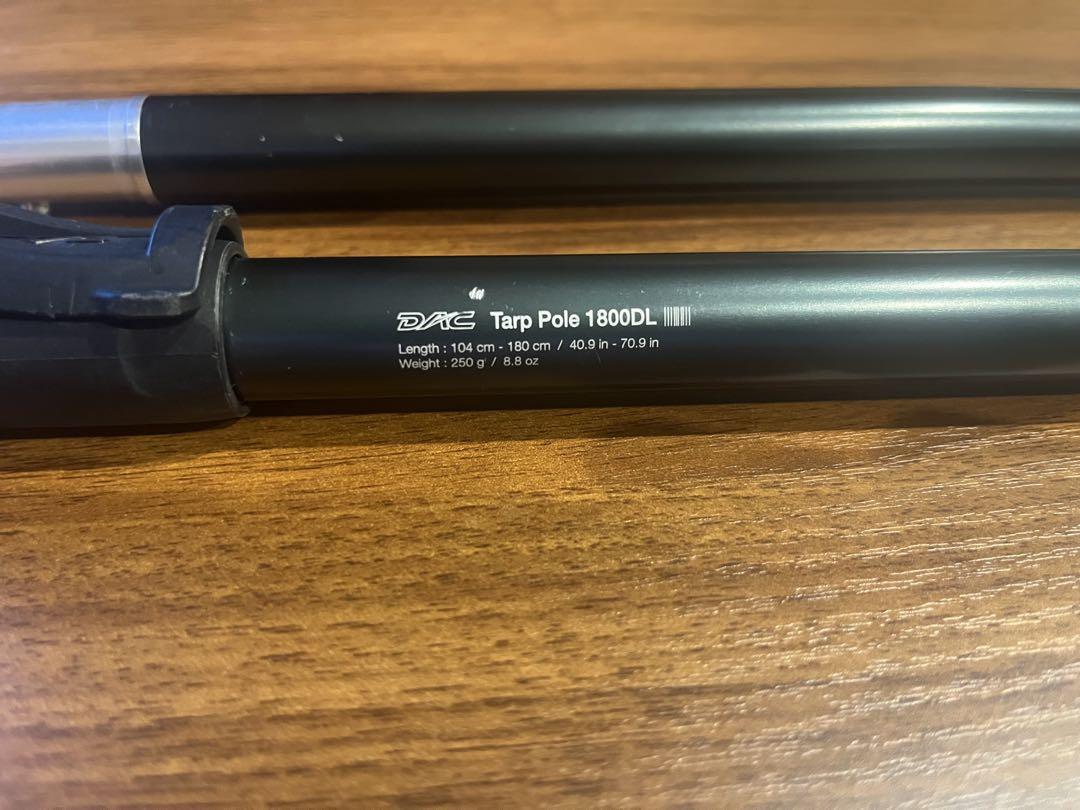 DAC Tarp Pole 1800DL
Length : 104 cm - 180 cm / 40.9 in - 70.9 in
Weight : 250 g / 8.8 oz